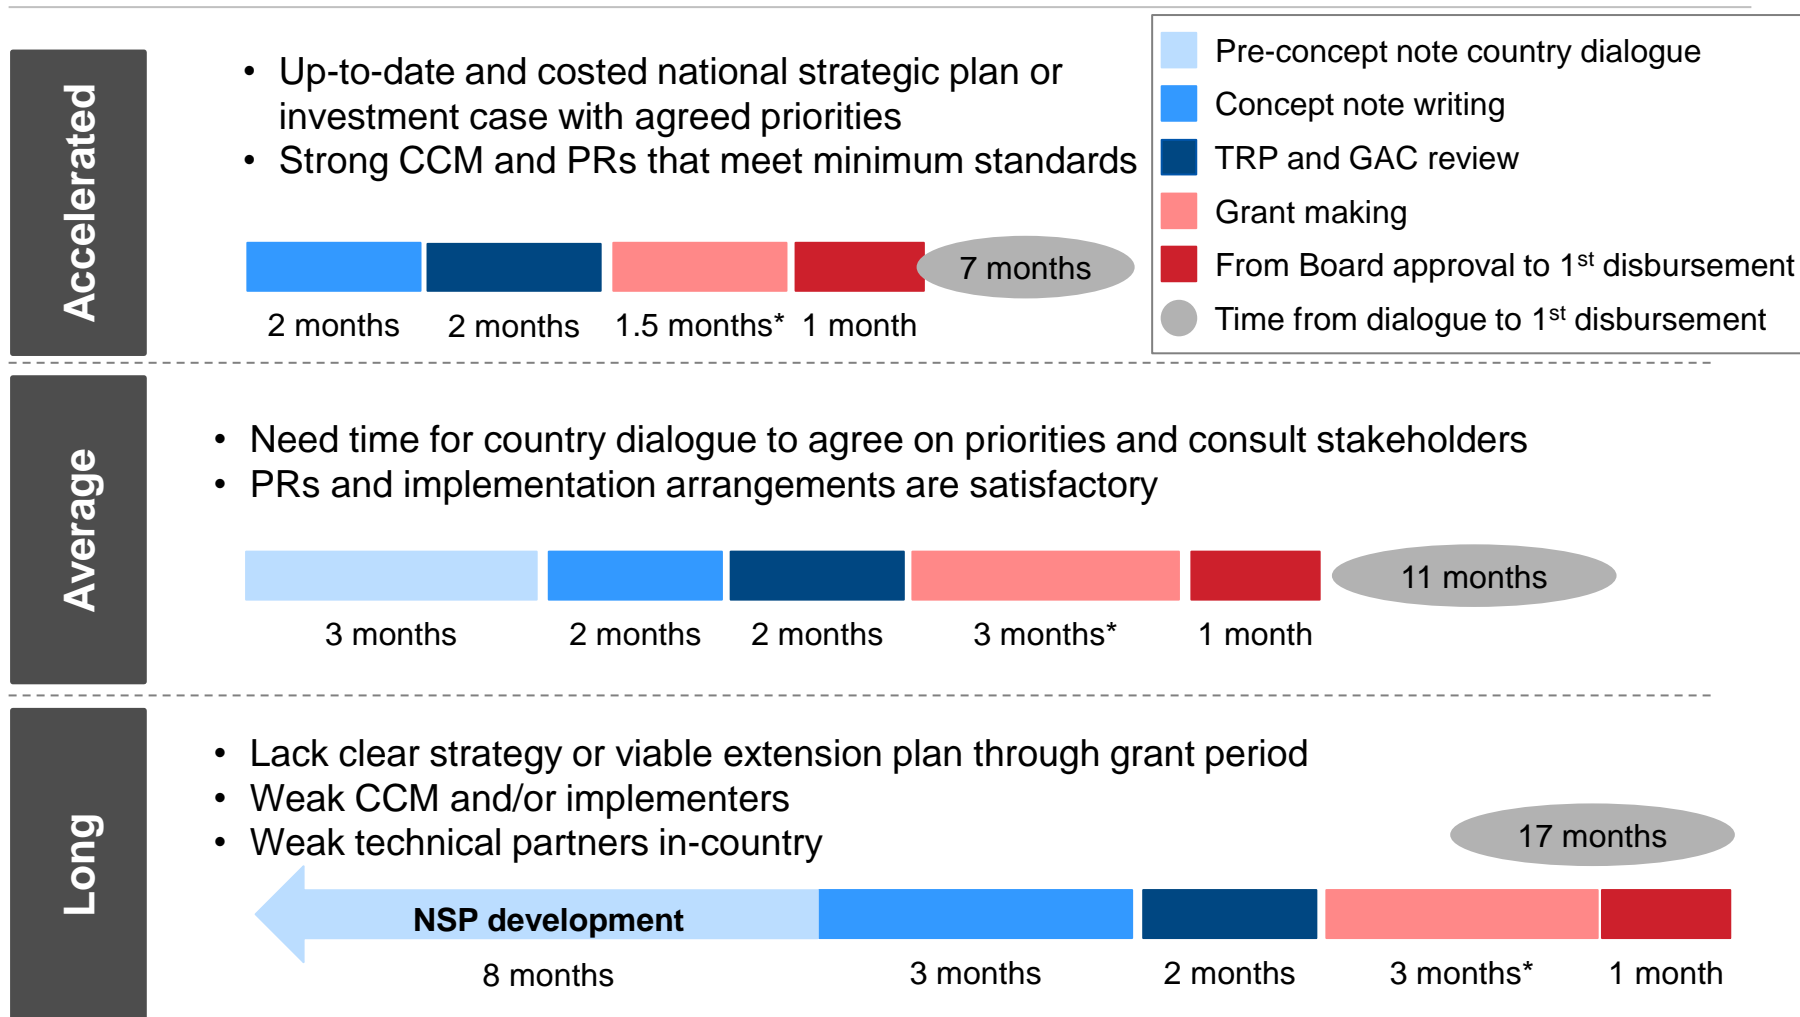 Accelerated
• Up-to-date and costed national strategic plan or
investment case with agreed priorities
• Strong CCM and PRs that meet minimum standards
7 months
2 months
2 months
1.5 months*
1 month
Pre-concept note country dialogue
Concept note writing
TRP and GAC review
Grant making
From Board approval to 1st disbursement
Time from dialogue to 1st disbursement
Average
• Need time for country dialogue to agree on priorities and consult stakeholders
• PRs and implementation arrangements are satisfactory
11 months
3 months
2 months
2 months
3 months*
1 month
Long
• Lack clear strategy or viable extension plan through grant period
• Weak CCM and/or implementers
• Weak technical partners in-country
17 months
NSP development
8 months
3 months
2 months
3 months*
1 month